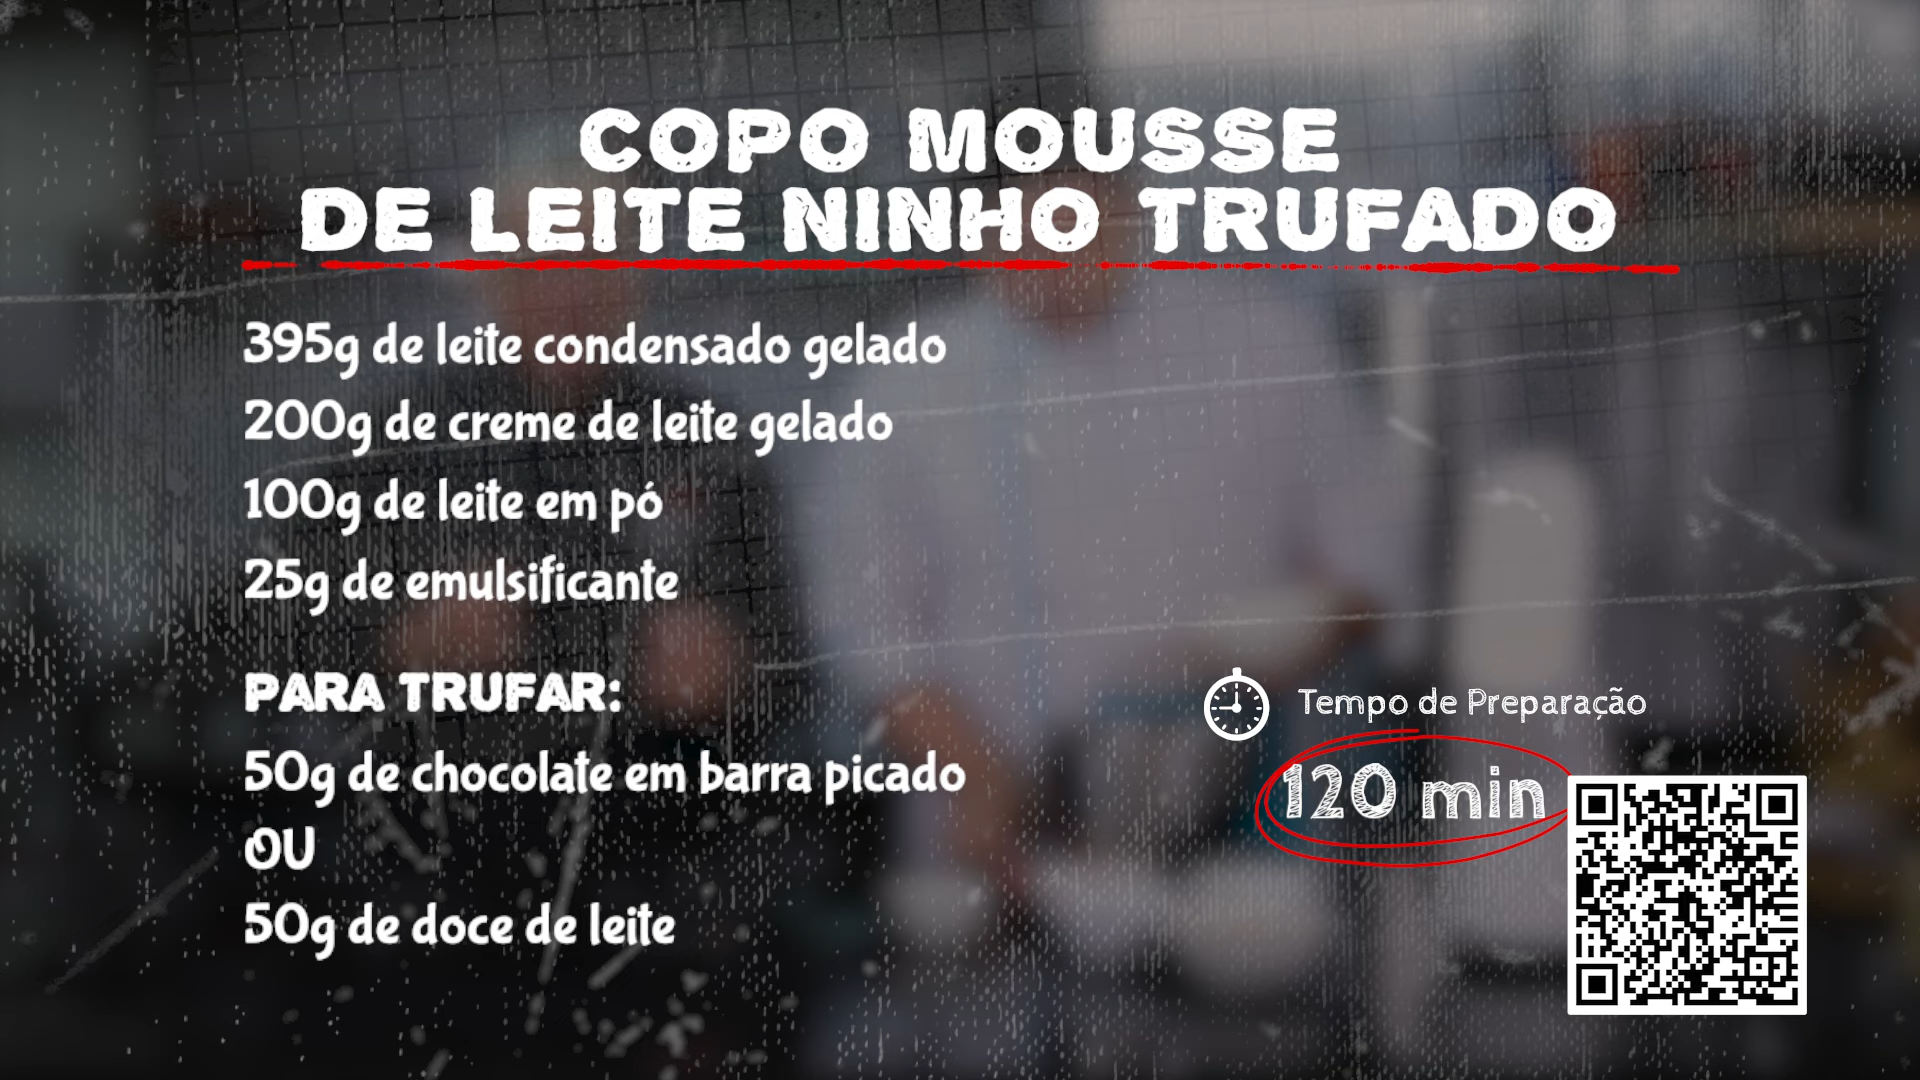 COPO MOUSSE
DE LEITE NINHO TRUFADO
395g de leite condensado gelado
200g de creme de leite gelado
100g de leite em pó
25g de emulsificante
PARA TRUFAR:
50g de chocolate em barra picado
OU
50g de doce de leite
Tempo de Preparação
120 min